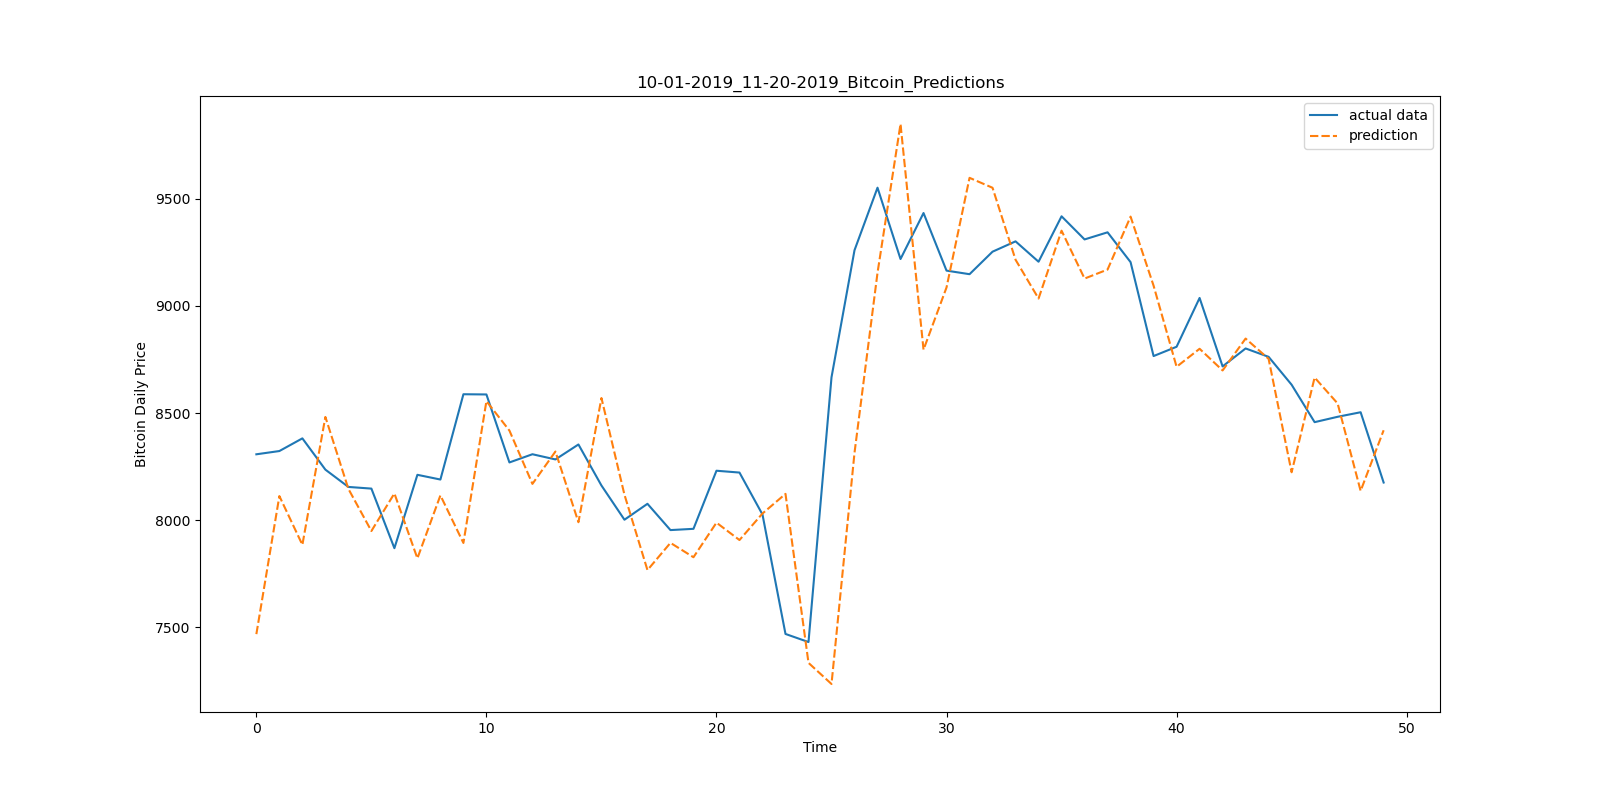 10-01-2019_11-20-2019_Bitcoin_Predictions
actual data
prediction
9500
9000
8500
8000
7500
Bitcoin Daily Price
0 10 20 30 40 50
Time